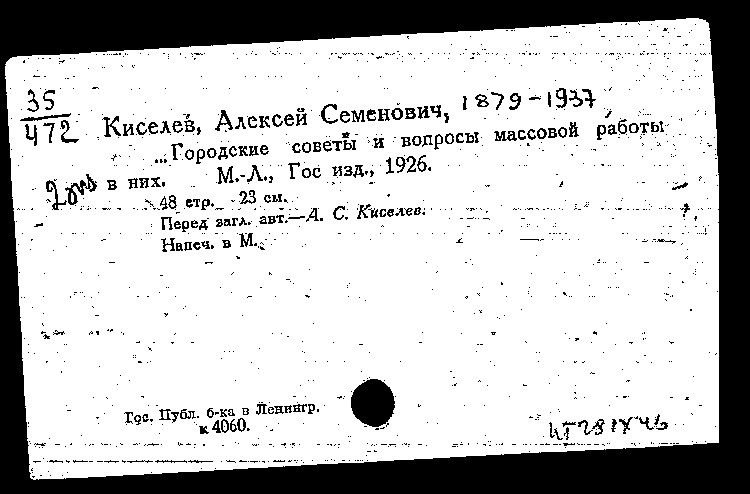 35
472
Киселев, Алексей Семенович, 1879-1937
...Городские советы и вопросы массовой работы
в них. М.-Л., Гос изд., 1926.
48 стр. 23 см.
Перед загл. авт.—А. С. Киселев.
Напеч. в М.
Гос. Публ. б-ка в Ленингр.
к 4060.